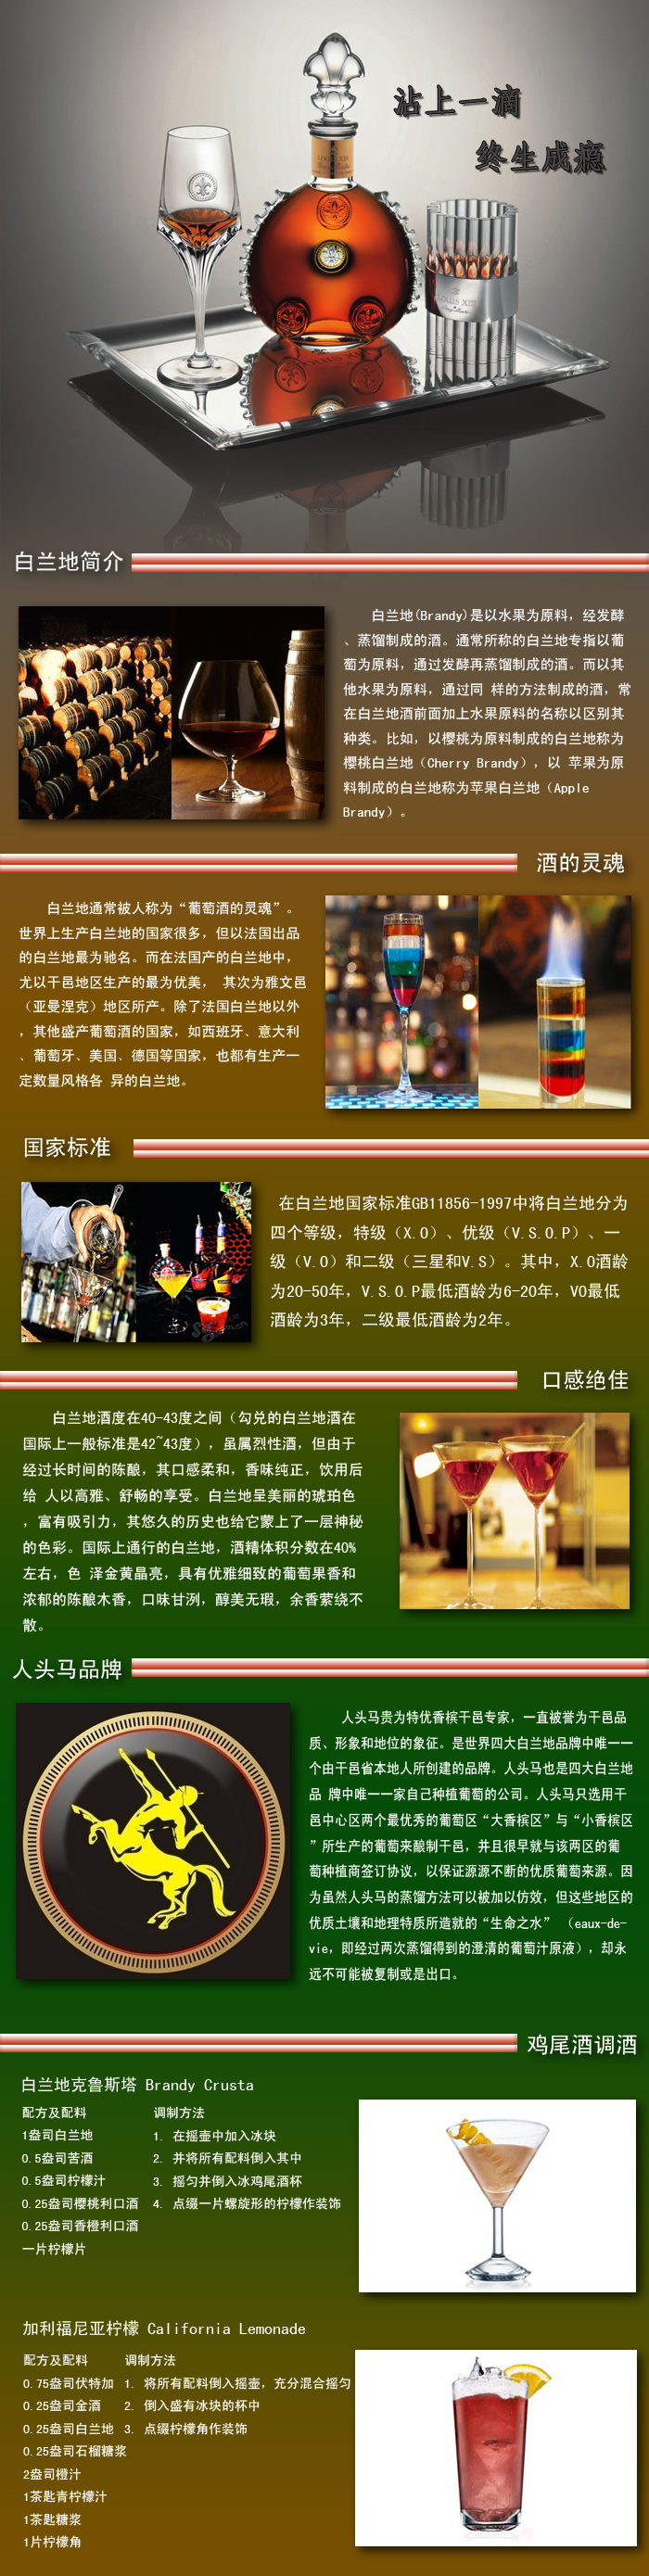 沾上一滴
终生成瘾
LOUIS XIII
白兰地简介
白兰地(Brandy)是以水果为原料，经发酵
、蒸馏制成的酒。通常所称的白兰地专指以葡
萄为原料，通过发酵再蒸馏制成的酒。而以其
他水果为原料，通过同 样的方法制成的酒，常
在白兰地酒前面加上水果原料的名称以区别其
种类。比如，以樱桃为原料制成的白兰地称为
樱桃白兰地（Cherry Brandy），以 苹果为原
料制成的白兰地称为苹果白兰地（Apple
Brandy）。
酒的灵魂
白兰地通常被人称为“葡萄酒的灵魂”。
世界上生产白兰地的国家很多，但以法国出品
的白兰地最为驰名。而在法国产的白兰地中，
尤以干邑地区生产的最为优美， 其次为雅文邑
（亚曼涅克）地区所产。除了法国白兰地以外
，其他盛产葡萄酒的国家，如西班牙、意大利
、葡萄牙、美国、德国等国家，也都有生产一
定数量风格各 异的白兰地。
国家标准
在白兰地国家标准GB11856-1997中将白兰地分为
四个等级，特级（X.O）、优级（V.S.O.P）、一
级（V.O）和二级（三星和V.S）。其中，X.O酒龄
为20-50年，V.S.O.P最低酒龄为6-20年，VO最低
酒龄为3年，二级最低酒龄为2年。
口感绝佳
白兰地酒度在40-43度之间（勾兑的白兰地酒在
国际上一般标准是42~43度），虽属烈性酒，但由于
经过长时间的陈酿，其口感柔和，香味纯正，饮用后
给 人以高雅、舒畅的享受。白兰地呈美丽的琥珀色
，富有吸引力，其悠久的历史也给它蒙上了一层神秘
的色彩。国际上通行的白兰地，酒精体积分数在40%
左右，色 泽金黄晶亮，具有优雅细致的葡萄果香和
浓郁的陈酿木香，口味甘洌，醇美无瑕，余香萦绕不
散。
人头马品牌
人头马贵为特优香槟干邑专家，一直被誉为干邑品
质、形象和地位的象征。是世界四大白兰地品牌中唯一一
个由干邑省本地人所创建的品牌。人头马也是四大白兰地
品 牌中唯一一家自己种植葡萄的公司。人头马只选用干
邑中心区两个最优秀的葡萄区“大香槟区”与“小香槟区
”所生产的葡萄来酿制干邑，并且很早就与该两区的葡
萄种植商签订协议，以保证源源不断的优质葡萄来源。因
为虽然人头马的蒸馏方法可以被加以仿效，但这些地区的
优质土壤和地理特质所造就的“生命之水” （eaux-de-
vie，即经过两次蒸馏得到的澄清的葡萄汁原液），却永
远不可能被复制或是出口。
鸡尾酒调酒
白兰地克鲁斯塔 Brandy Crusta
配方及配料
1盎司白兰地
0.5盎司苦酒
0.5盎司柠檬汁
0.25盎司樱桃利口酒
0.25盎司香橙利口酒
一片柠檬片
调制方法
1. 在摇壶中加入冰块
2. 并将所有配料倒入其中
3. 摇匀并倒入冰鸡尾酒杯
4. 点缀一片螺旋形的柠檬作装饰
加利福尼亚柠檬 California Lemonade
配方及配料
0.75盎司伏特加
0.25盎司金酒
0.25盎司白兰地
0.25盎司石榴糖浆
2盎司橙汁
1茶匙青柠檬汁
1茶匙糖浆
1片柠檬角
调制方法
1. 将所有配料倒入摇壶，充分混合摇匀
2. 倒入盛有冰块的杯中
3. 点缀柠檬角作装饰